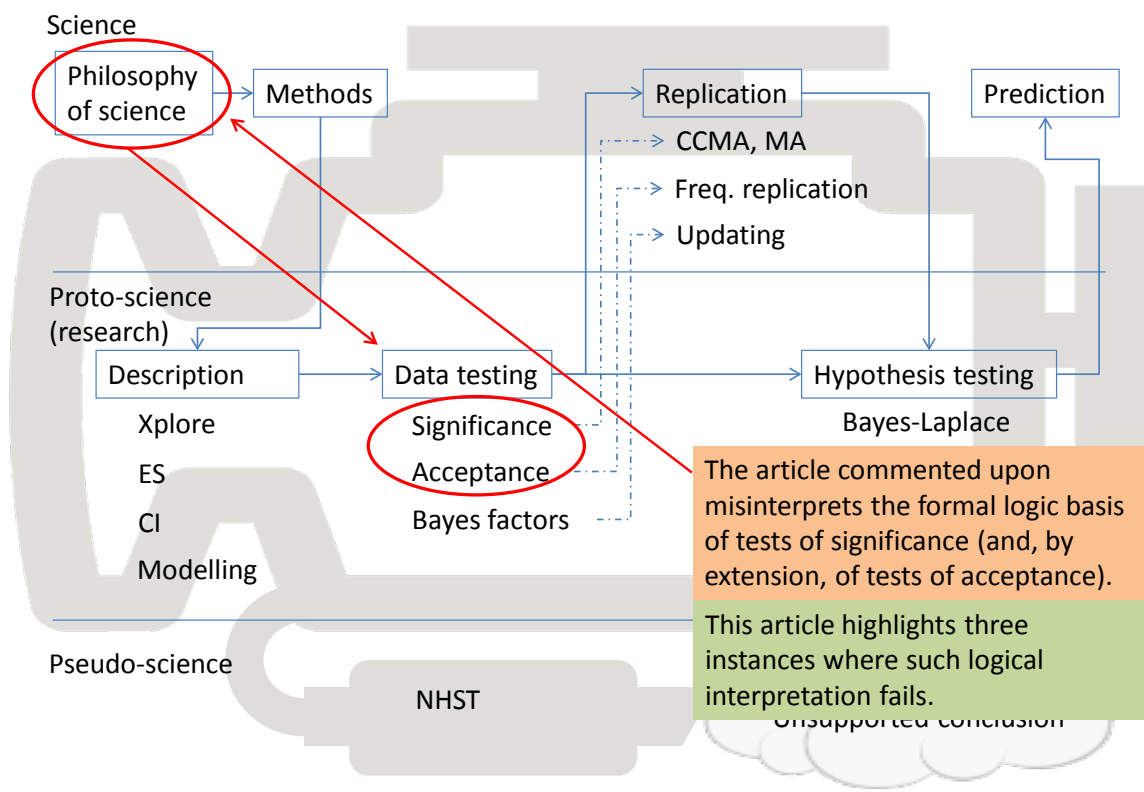 Science
Philosophy
of science
Methods
Replication
Prediction
CCMA, MA
Freq. replication
Updating
Proto-science
(research)
Description
Data testing
Hypothesis testing
Xplore
Significance
Bayes-Laplace
ES
Acceptance
CI
Bayes factors
Modelling
The article commented upon
misinterprets the formal logic basis
of tests of significance (and, by
extension, of tests of acceptance).
This article highlights three
instances where such logical
interpretation fails.
Pseudo-science
NHST
Unsupported conclusion